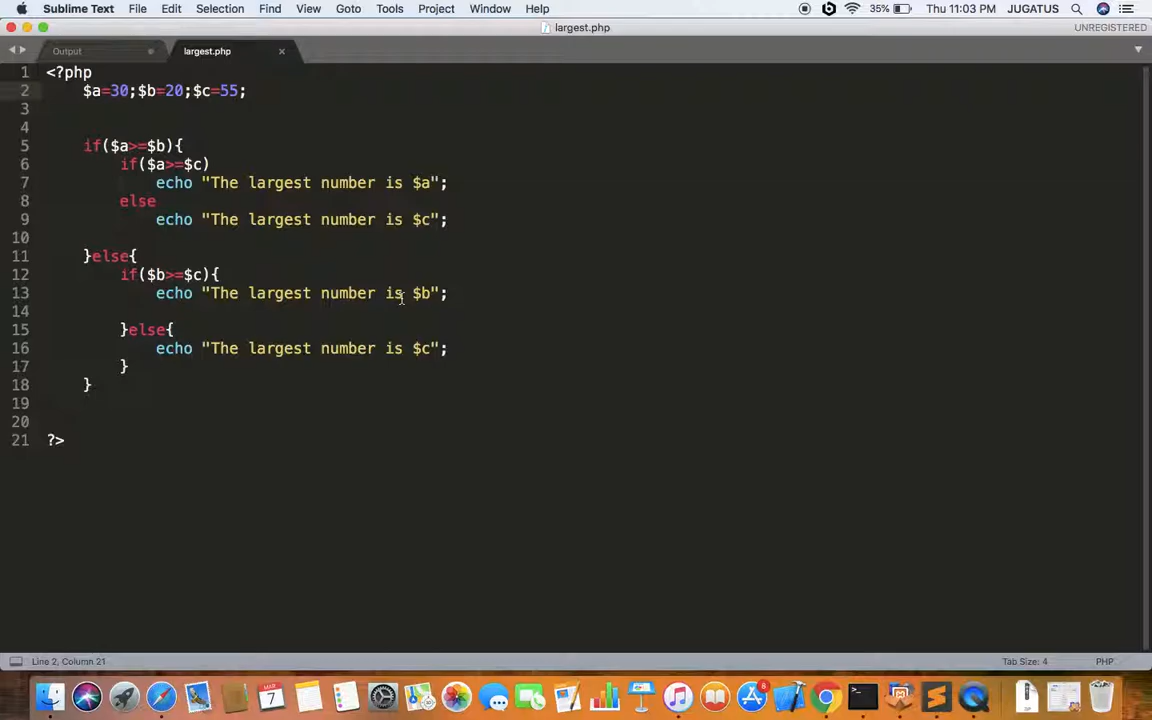 Sublime Text File Edit Selection Find View Goto Tools Project Window Help 35% Thu 11:03 PM JUGATUS
largest.php UNREGISTERED
Output largest.php
1 <?php
2 $a=30;$b=20;$c=55;
3
4
5 if($a>=$b){
6 if($a>=$c)
7 echo "The largest number is $a";
8 else
9 echo "The largest number is $c";
10
11 }else{
12 if($b>=$c){
13 echo "The largest number is $b";
14
15 }else{
16 echo "The largest number is $c";
17 }
18 }
19
20
21 ?>
Line 2, Column 21 Tab Size: 4 PHP
MAR
7
6